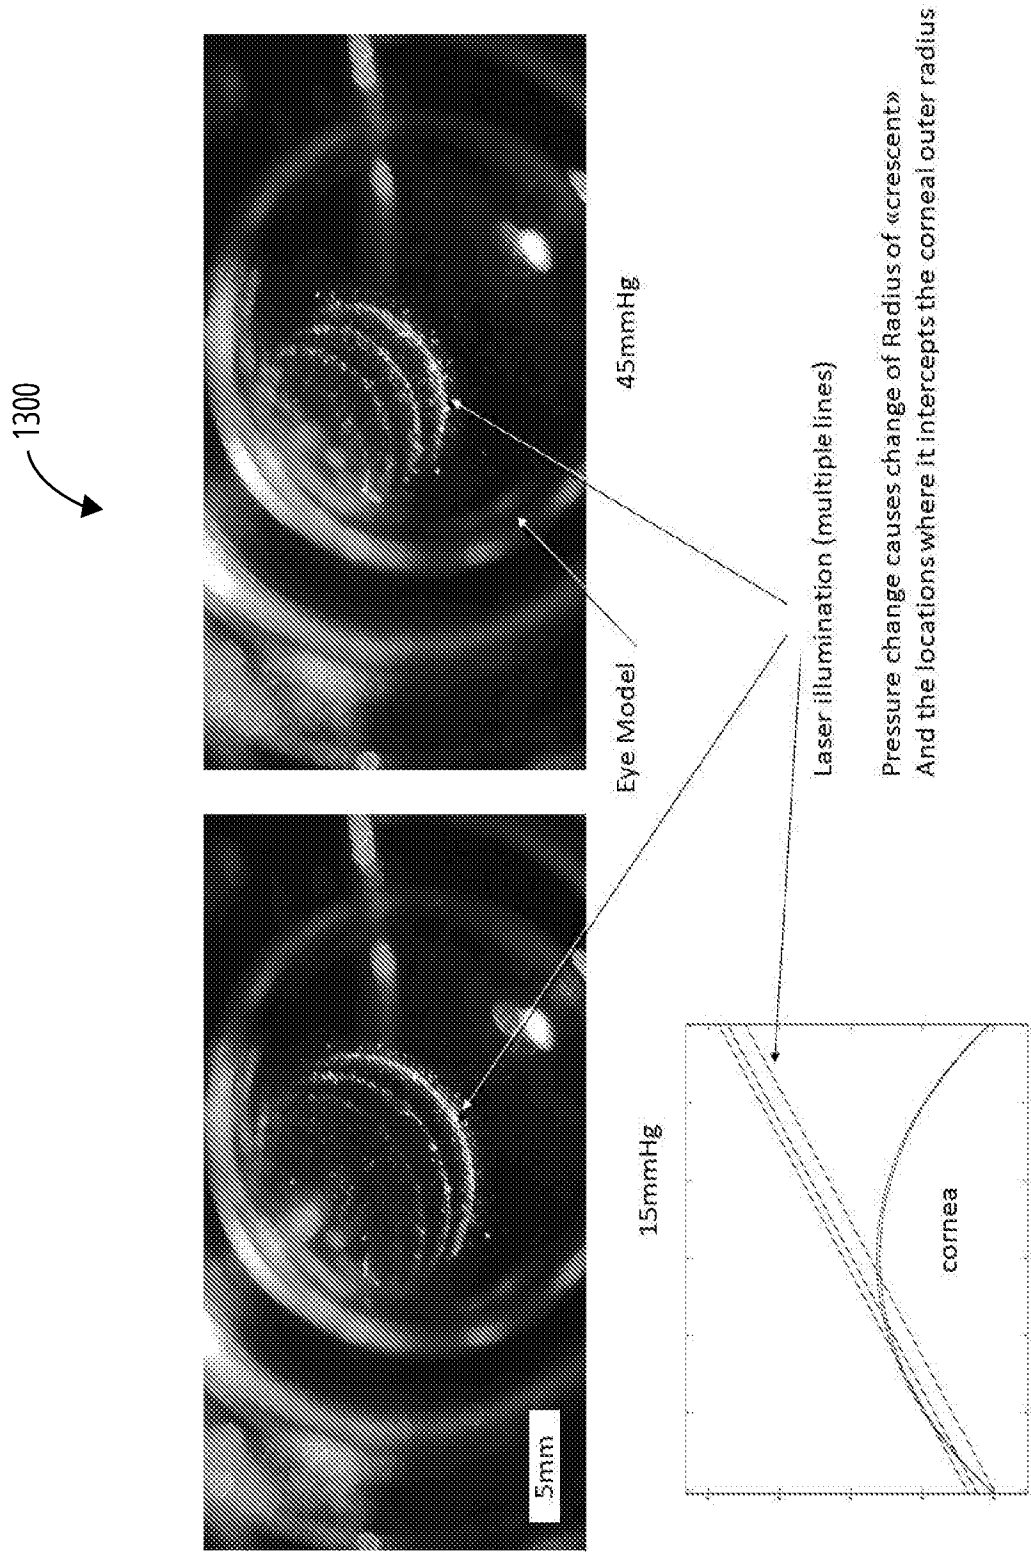 1300
5mm
15mmHg
45mmHg
Eye Model
cornea
Laser illumination (multiple lines)
Pressure change causes change of Radius of «crescent»
And the locations where it intercepts the corneal outer radius